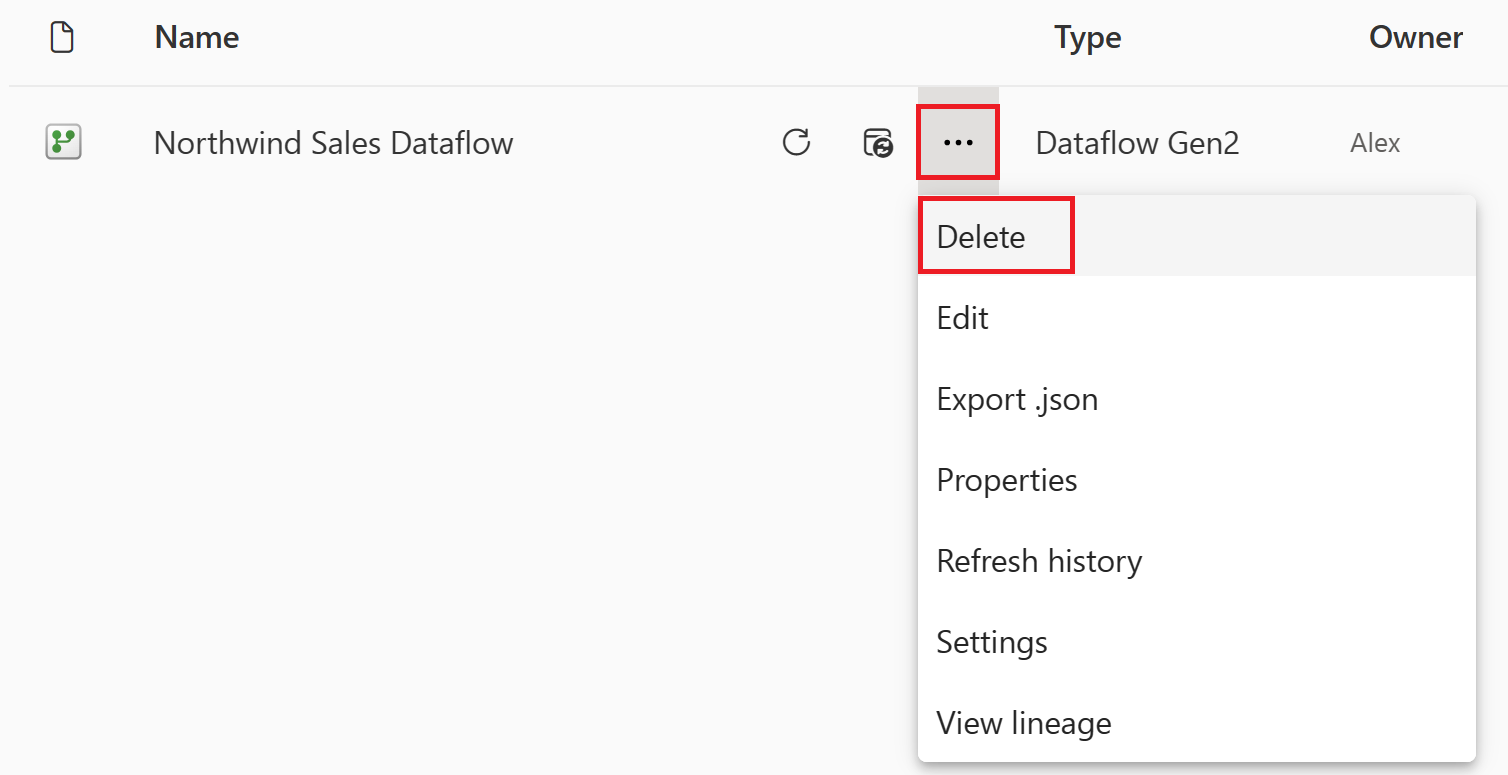 Name Type Owner
Northwind Sales Dataflow ... Dataflow Gen2 Alex
Delete
Edit
Export .json
Properties
Refresh history
Settings
View lineage